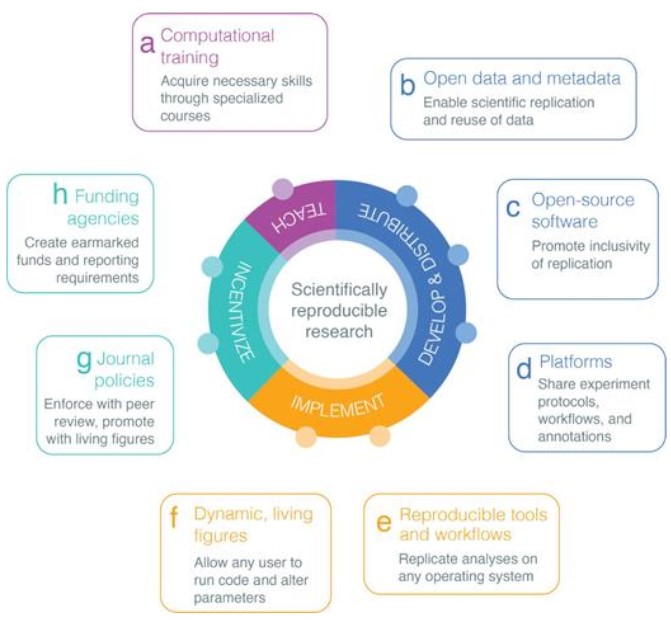 a Computational
training
Acquire necessary skills
through specialized
courses
b Open data and metadata
Enable scientific replication
and reuse of data
c Open-source
software
Promote inclusivity
of replication
d Platforms
Share experiment
protocols,
workflows, and
annotations
e Reproducible tools
and workflows
Replicate analyses on
any operating system
f Dynamic, living
figures
Allow any user to
run code and alter
parameters
g Journal
policies
Enforce with peer
review, promote
with living figures
h Funding
agencies
Create earmarked
funds and reporting
requirements
TEACH
DEVELOP & DISTRIBUTE
IMPLEMENT
INCENTIVIZE
Scientifically
reproducible
research